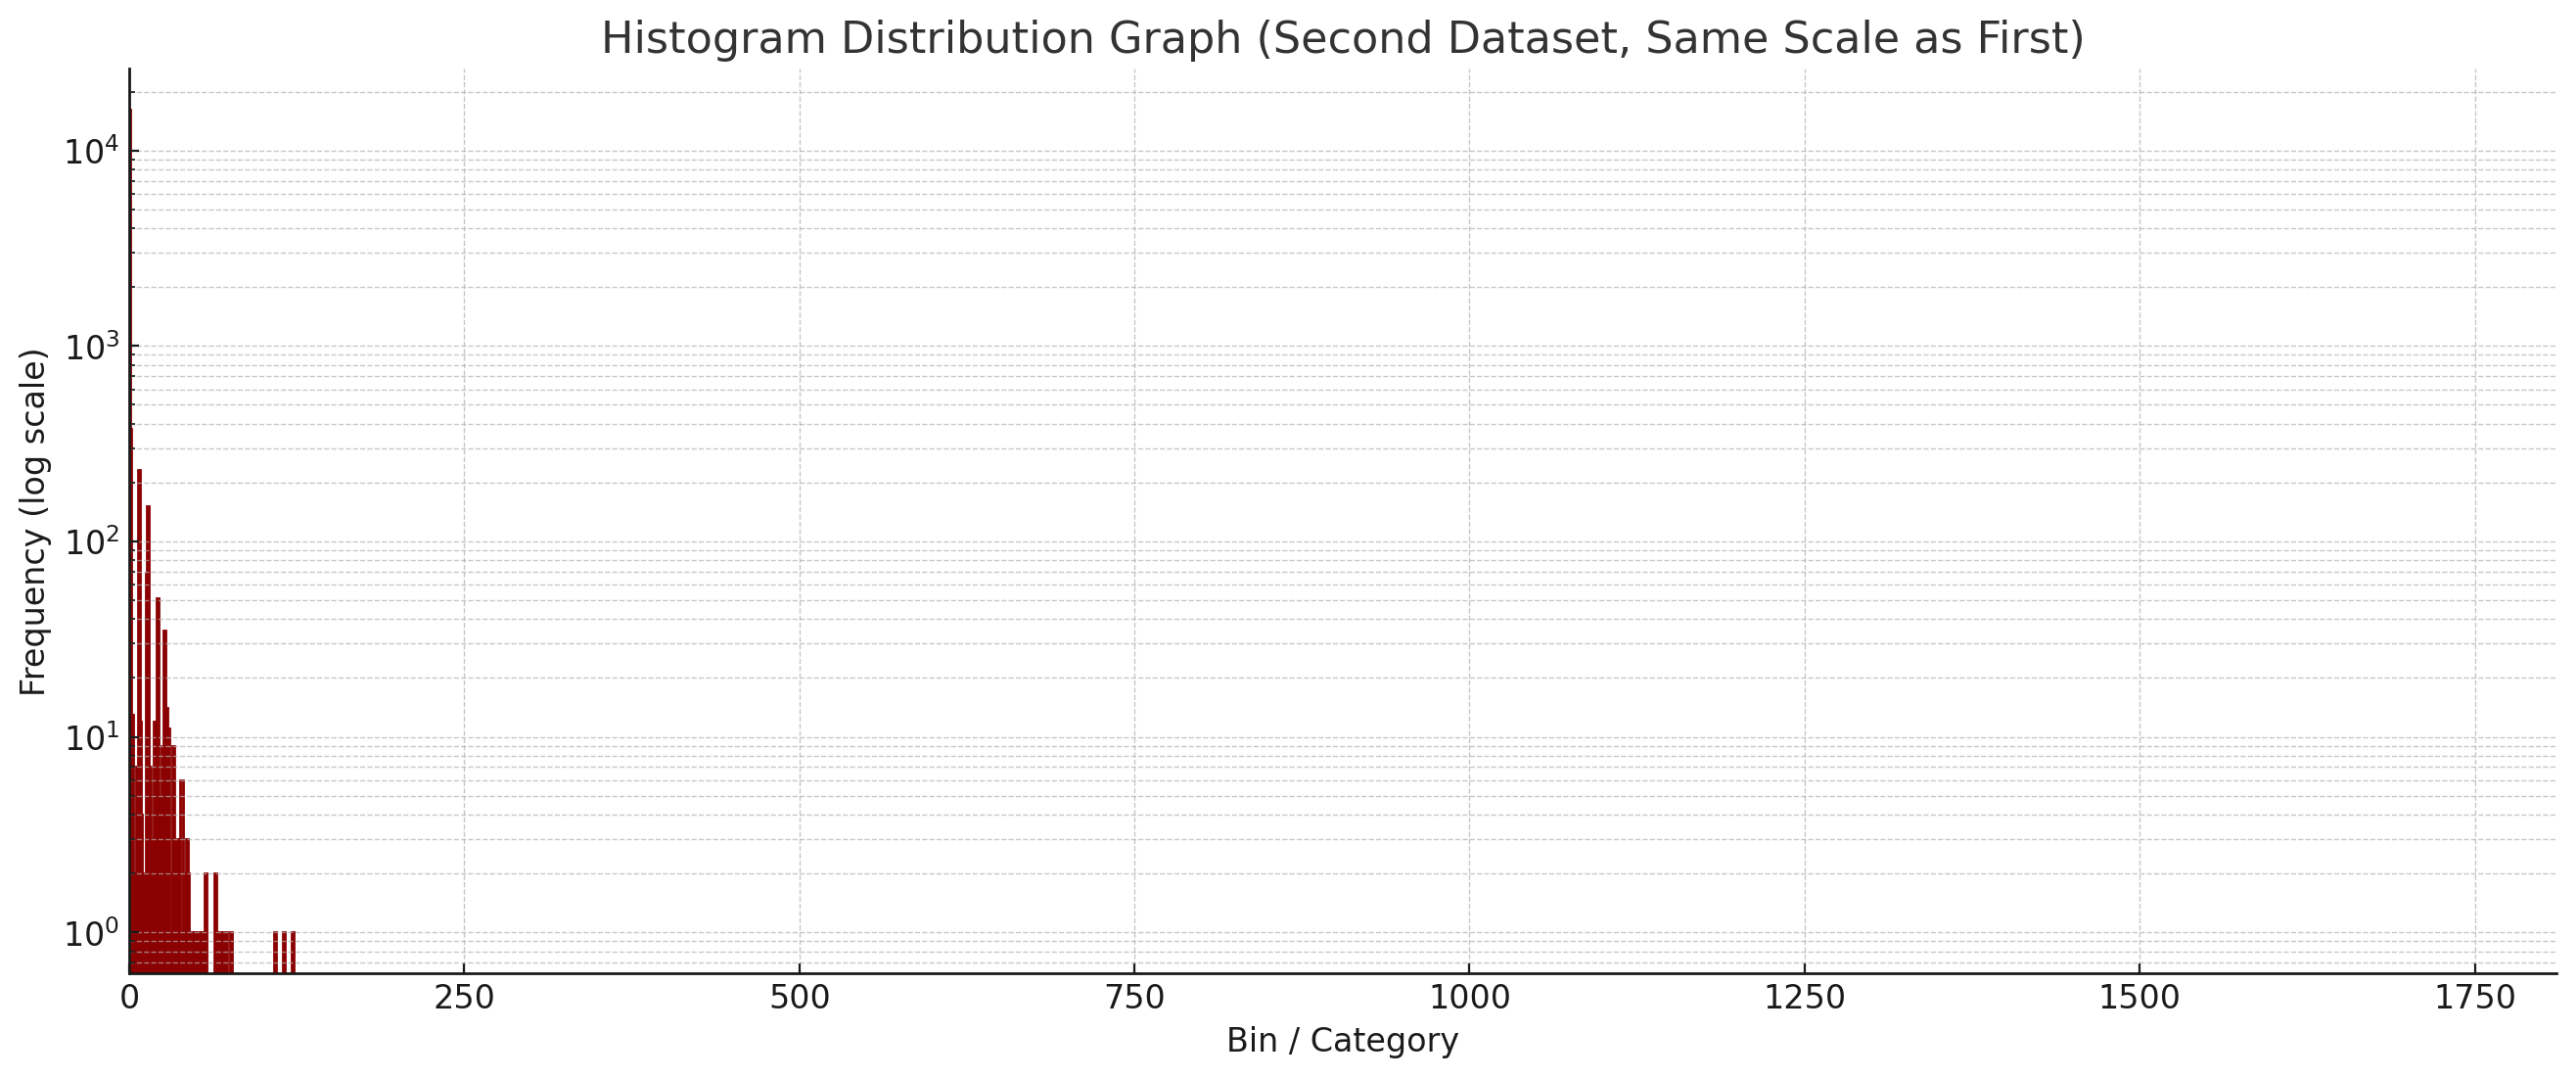 Histogram Distribution Graph (Second Dataset, Same Scale as First)
Frequency (log scale)
10⁴
10³
10²
10¹
10⁰
0 250 500 750 1000 1250 1500 1750
Bin / Category